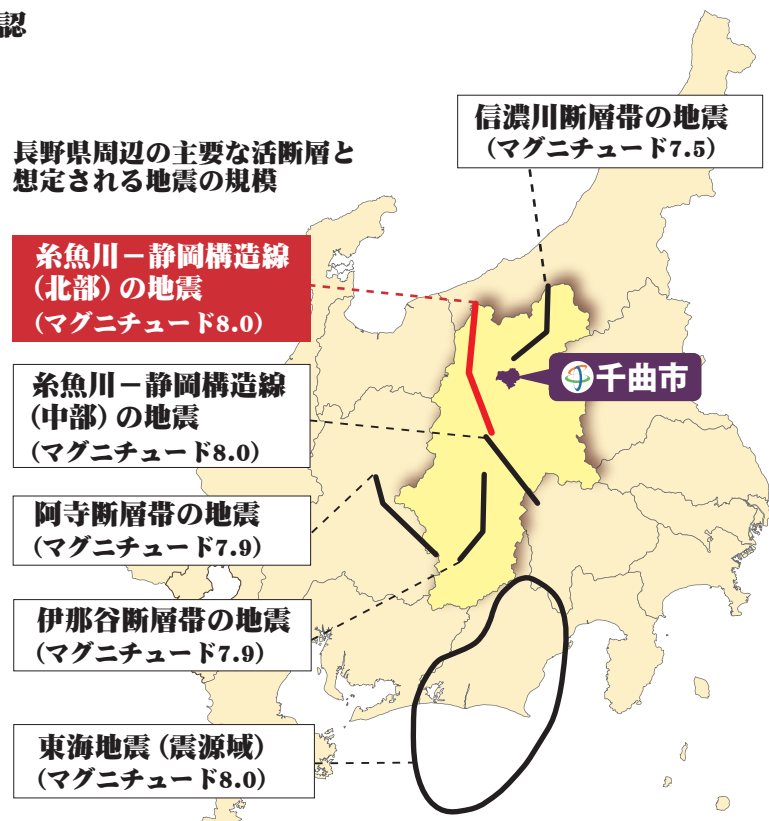 認
長野県周辺の主要な活断層と
想定される地震の規模
信濃川断層帯の地震
(マグニチュード7.5)
糸魚川－静岡構造線
(北部)の地震
(マグニチュード8.0)
千曲市
糸魚川－静岡構造線
(中部)の地震
(マグニチュード8.0)
阿寺断層帯の地震
(マグニチュード7.9)
伊那谷断層帯の地震
(マグニチュード7.9)
東海地震(震源域)
(マグニチュード8.0)